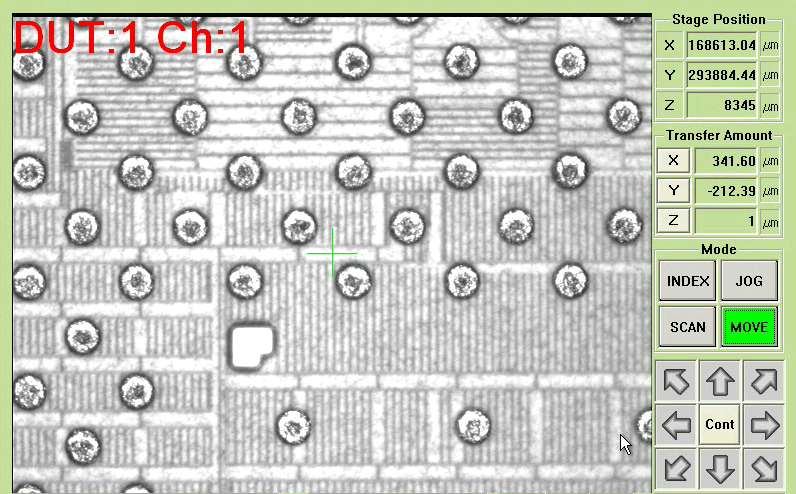 DUT:1 Ch:1
Stage Position
X 168613.04 μm
Y 293884.44 μm
Z 8345 μm
Transfer Amount
X 341.60 μm
Y -212.39 μm
Z 1 μm
Mode
INDEX JOG
SCAN MOVE
Cont